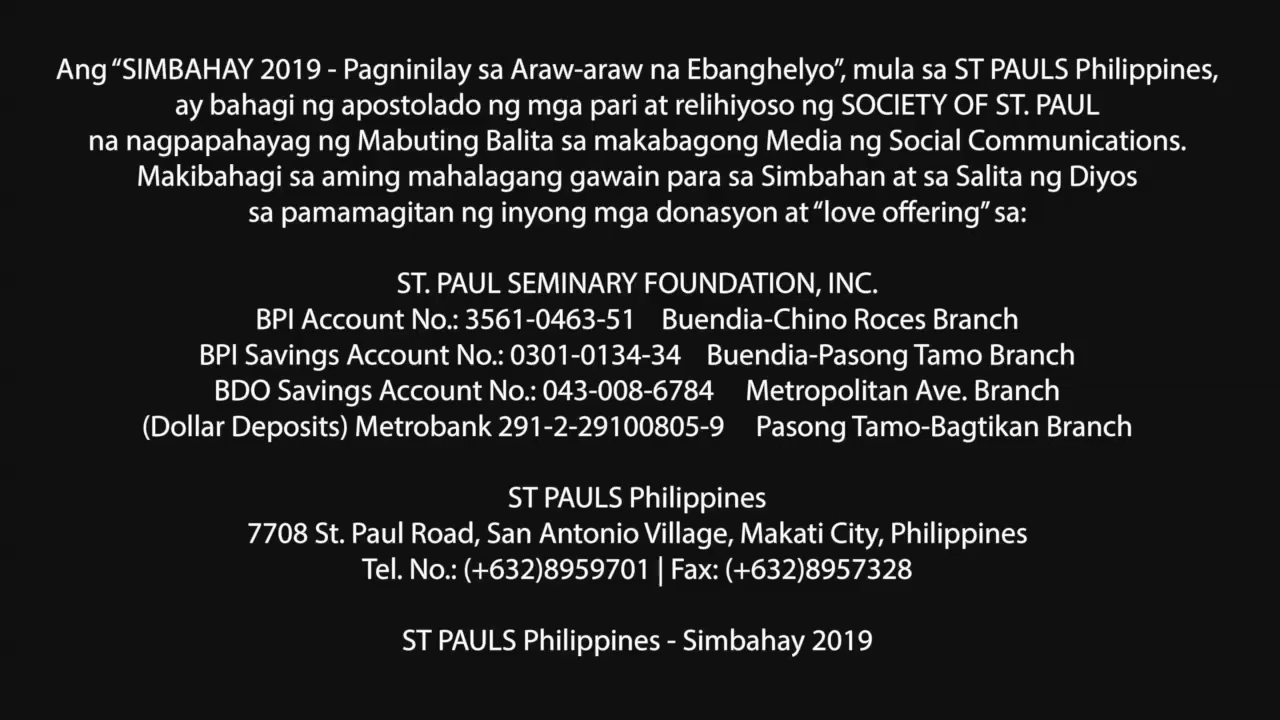 Ang “SIMBAHAY 2019 - Pagninilay sa Araw-araw na Ebanghelyo”, mula sa ST PAULS Philippines,
ay bahagi ng apostolado ng mga pari at relihiyoso ng SOCIETY OF ST. PAUL
na nagpapahayag ng Mabuting Balita sa makabagong Media ng Social Communications.
Makibahagi sa aming mahalagang gawain para sa Simbahan at sa Salita ng Diyos
sa pamamagitan ng inyong mga donasyon at “love offering” sa:
ST. PAUL SEMINARY FOUNDATION, INC.
BPI Account No.: 3561-0463-51 Buendia-Chino Roces Branch
BPI Savings Account No.: 0301-0134-34 Buendia-Pasong Tamo Branch
BDO Savings Account No.: 043-008-6784 Metropolitan Ave. Branch
(Dollar Deposits) Metrobank 291-2-29100805-9 Pasong Tamo-Bagtikan Branch
ST PAULS Philippines
7708 St. Paul Road, San Antonio Village, Makati City, Philippines
Tel. No.: (+632)8959701 | Fax: (+632)8957328
ST PAULS Philippines - Simbahay 2019